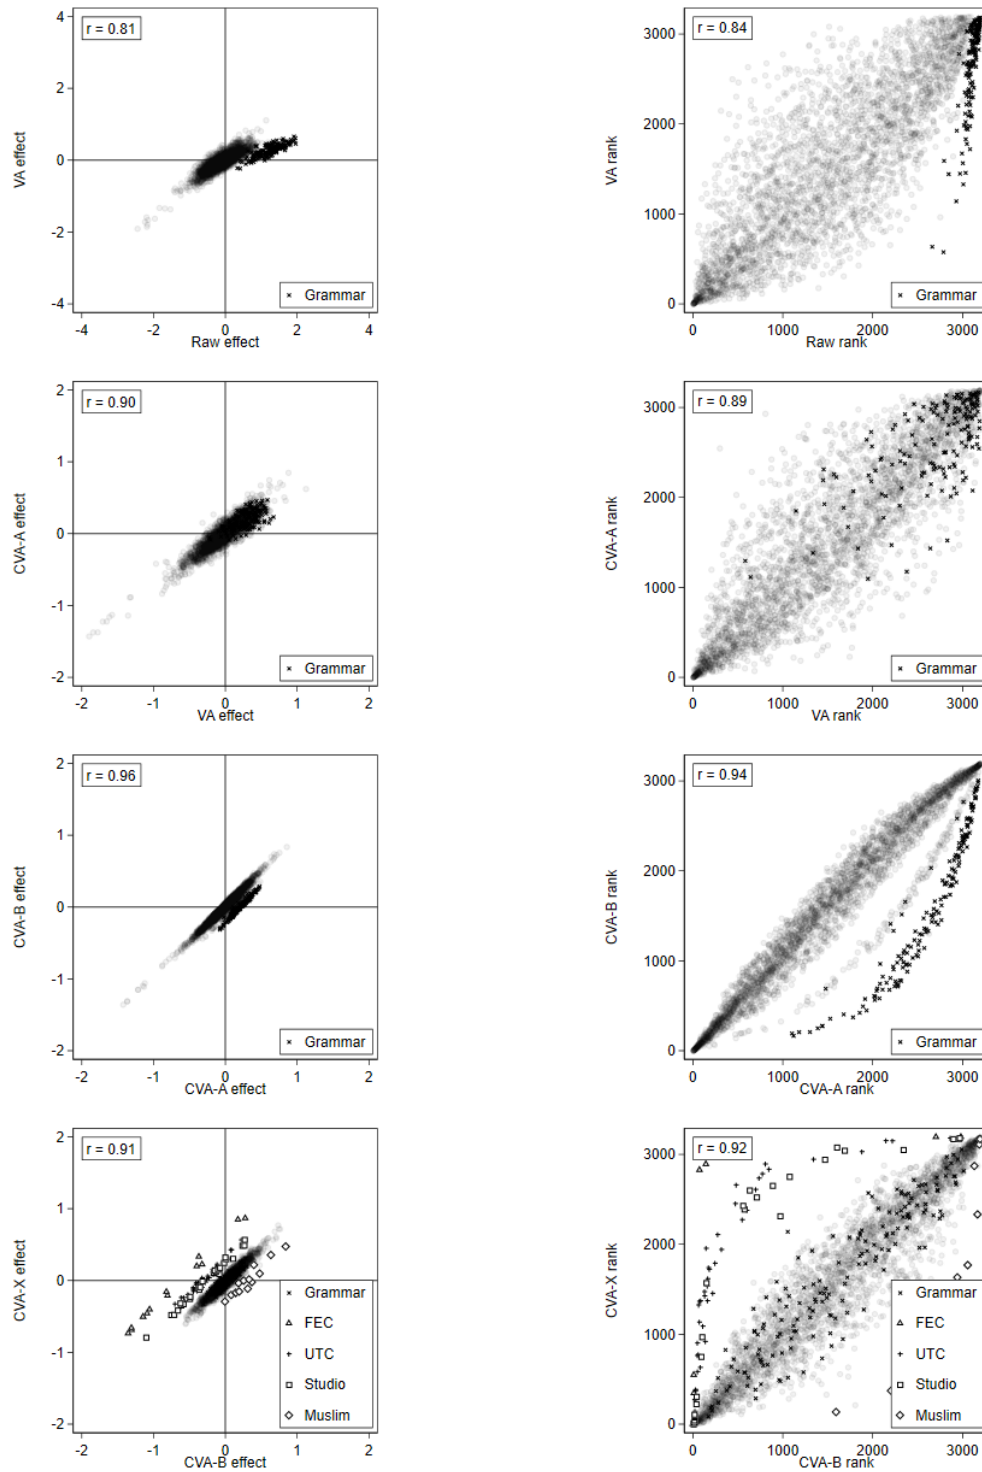 r = 0.81
VA effect
4
2
0
-2
-4
Grammar
-4 -2 0 2 4
Raw effect
r = 0.84
VA rank
3000
2000
1000
0
Grammar
0 1000 2000 3000
Raw rank
r = 0.90
CVA-A effect
2
1
0
-1
-2
Grammar
-2 -1 0 1 2
VA effect
r = 0.89
CVA-A rank
3000
2000
1000
0
Grammar
0 1000 2000 3000
VA rank
r = 0.96
CVA-B effect
2
1
0
-1
-2
Grammar
-2 -1 0 1 2
CVA-A effect
r = 0.94
CVA-B rank
3000
2000
1000
0
Grammar
0 1000 2000 3000
CVA-A rank
r = 0.91
CVA-X effect
2
1
0
-1
-2
Grammar
FEC
UTC
Studio
Muslim
-2 -1 0 1 2
CVA-B effect
r = 0.92
CVA-X rank
3000
2000
1000
0
Grammar
FEC
UTC
Studio
Muslim
0 1000 2000 3000
CVA-B rank